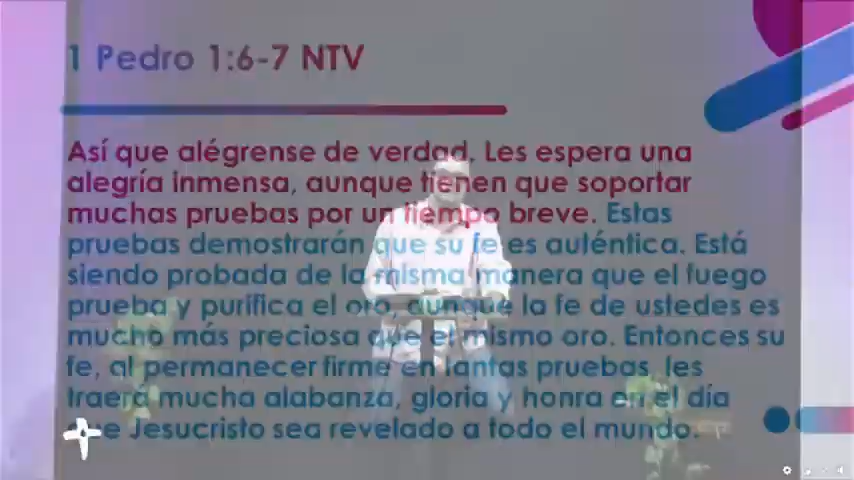 1 Pedro 1:6-7 NTV
Así que alégrense de verdad. Les espera una
alegría inmensa, aunque tienen que soportar
muchas pruebas por un tiempo breve. Estas
pruebas demostrarán que su fe es auténtica. Está
siendo probada de la misma manera que el fuego
prueba y purifica el oro, aunque la fe de ustedes es
mucho más preciosa que el mismo oro. Entonces su
fe, al permanecer firme en tantas pruebas, les
traerá mucha alabanza, gloria y honra en el día
Jesucristo sea revelado a todo el mundo.